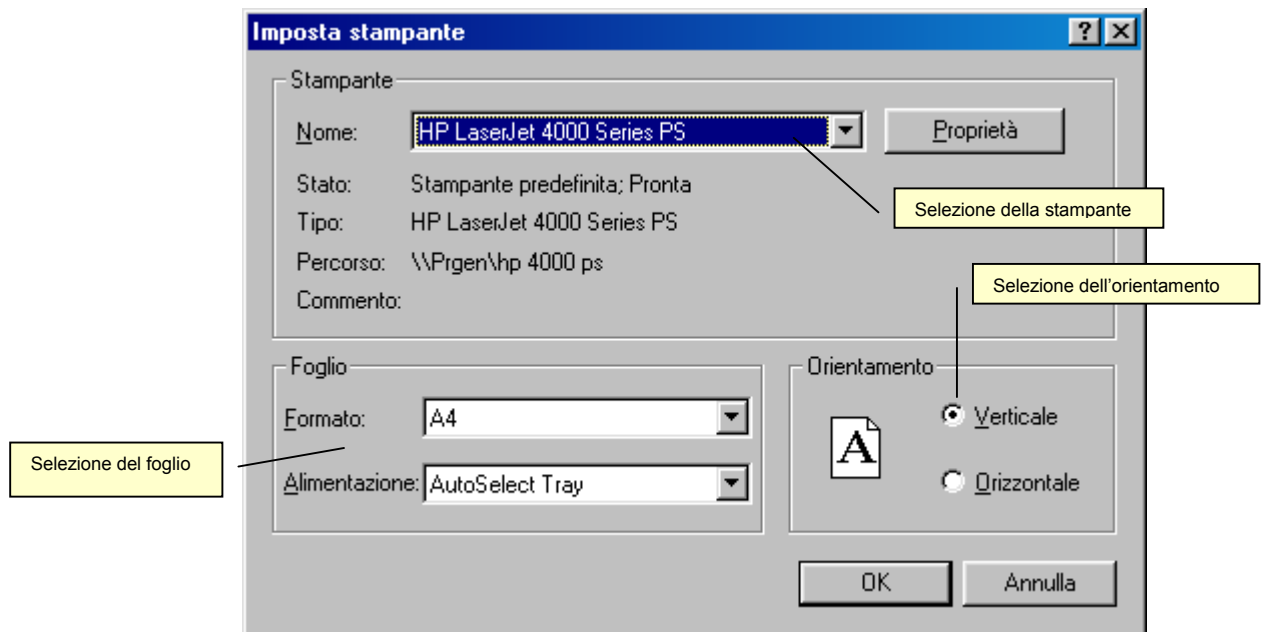 Imposta stampante
Stampante
Nome: HP LaserJet 4000 Series PS Proprietà
Stato: Stampante predefinita; Pronta
Selezione della stampante
Tipo: HP LaserJet 4000 Series PS
Percorso: \\Prgen\hp 4000 ps
Selezione dell'orientamento
Commento:
Foglio
Formato: A4
Selezione del foglio
Alimentazione: AutoSelect Tray
Orientamento
A
Verticale
Orizzontale
OK Annulla